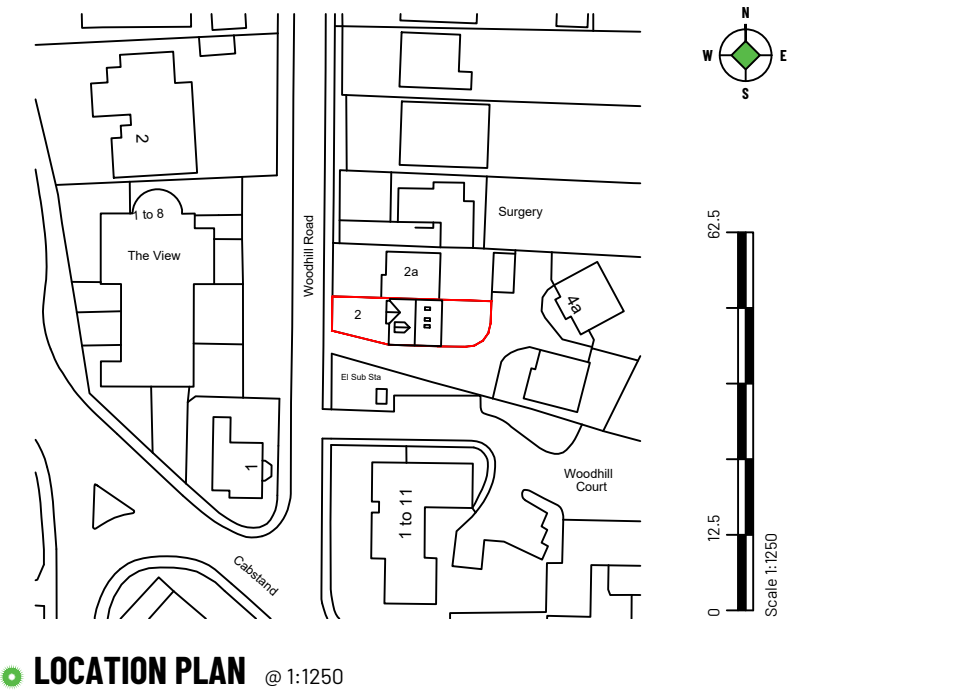 N
W
E
S
2
1 to 8
The View
Woodhill Road
Surgery
2a
2
4a
El Sub Sta
1
1 to 11
Woodhill
Court
Cabstand
62.5
12.5
0
Scale 1:1250
LOCATION PLAN @ 1:1250